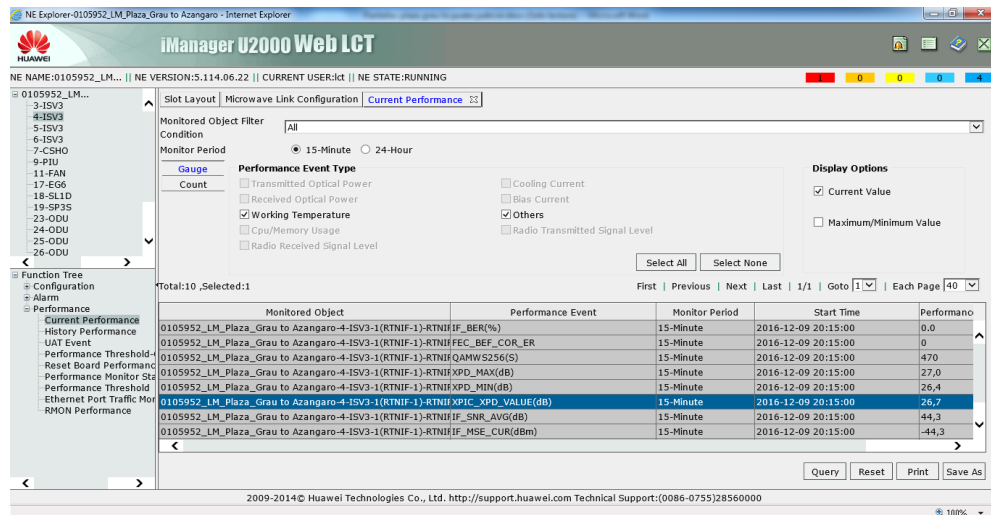 NE Explorer-0105952_LM_Plaza_Grau to Azangaro - Internet Explorer
HUAWEI
iManager U2000 Web LCT
NE NAME:0105952_LM... || NE VERSION:5.114.06.22 || CURRENT USER:lct || NE STATE:RUNNING
1 0 0 0 4
0105952_LM...
3-ISV3
4-ISV3
5-ISV3
6-ISV3
7-CSHO
9-PIU
11-FAN
17-EG6
18-SL1D
19-SP3S
23-ODU
24-ODU
25-ODU
26-ODU
Function Tree
Configuration
Alarm
Performance
Current Performance
History Performance
UAT Event
Performance Threshold-
Reset Board Performanc
Performance Monitor Sta
Performance Threshold
Ethernet Port Traffic Mor
RMON Performance
Slot Layout Microwave Link Configuration Current Performance
Monitored Object Filter Condition All
Monitor Period 15-Minute 24-Hour
Gauge
Count
Performance Event Type
Transmitted Optical Power Cooling Current
Received Optical Power Bias Current
Working Temperature Others
Cpu/Memory Usage Radio Transmitted Signal Level
Radio Received Signal Level
Select All Select None
Display Options
Current Value
Maximum/Minimum Value
Total:10 ,Selected:1 First | Previous | Next | Last | 1/1 | Goto 1 | Each Page 40
Monitored Object Performance Event Monitor Period Start Time Performanc
0105952_LM_Plaza_Grau to Azangaro-4-ISV3-1(RTNIF-1)-RTNIF IF_BER(%) 15-Minute 2016-12-09 20:15:00 0.0
0105952_LM_Plaza_Grau to Azangaro-4-ISV3-1(RTNIF-1)-RTNIF FEC_BEF_COR_ER 15-Minute 2016-12-09 20:15:00 0
0105952_LM_Plaza_Grau to Azangaro-4-ISV3-1(RTNIF-1)-RTNIF QAMWS256(S) 15-Minute 2016-12-09 20:15:00 470
0105952_LM_Plaza_Grau to Azangaro-4-ISV3-1(RTNIF-1)-RTNIF XPD_MAX(dB) 15-Minute 2016-12-09 20:15:00 27,0
0105952_LM_Plaza_Grau to Azangaro-4-ISV3-1(RTNIF-1)-RTNIF XPD_MIN(dB) 15-Minute 2016-12-09 20:15:00 26,4
0105952_LM_Plaza_Grau to Azangaro-4-ISV3-1(RTNIF-1)-RTNIF XPIC_XPD_VALUE(dB) 15-Minute 2016-12-09 20:15:00 26,7
0105952_LM_Plaza_Grau to Azangaro-4-ISV3-1(RTNIF-1)-RTNIF IF_SNR_AVG(dB) 15-Minute 2016-12-09 20:15:00 44,3
0105952_LM_Plaza_Grau to Azangaro-4-ISV3-1(RTNIF-1)-RTNIF IF_MSE_CUR(dBm) 15-Minute 2016-12-09 20:15:00 -44,3
Query Reset Print Save As
2009-2014© Huawei Technologies Co., Ltd. http://support.huawei.com Technical Support:(0086-0755)28560000
100%